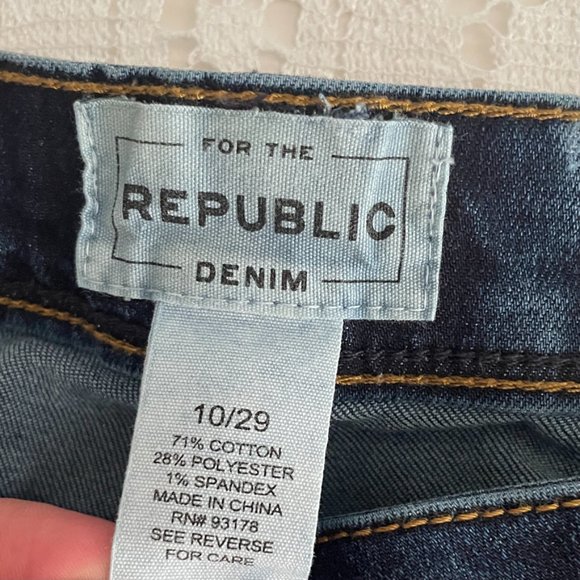 FOR THE
REPUBLIC
DENIM
10/29
71% COTTON
28% POLYESTER
1% SPANDEX
MADE IN CHINA
RN# 93178
SEE REVERSE
FOR CARE